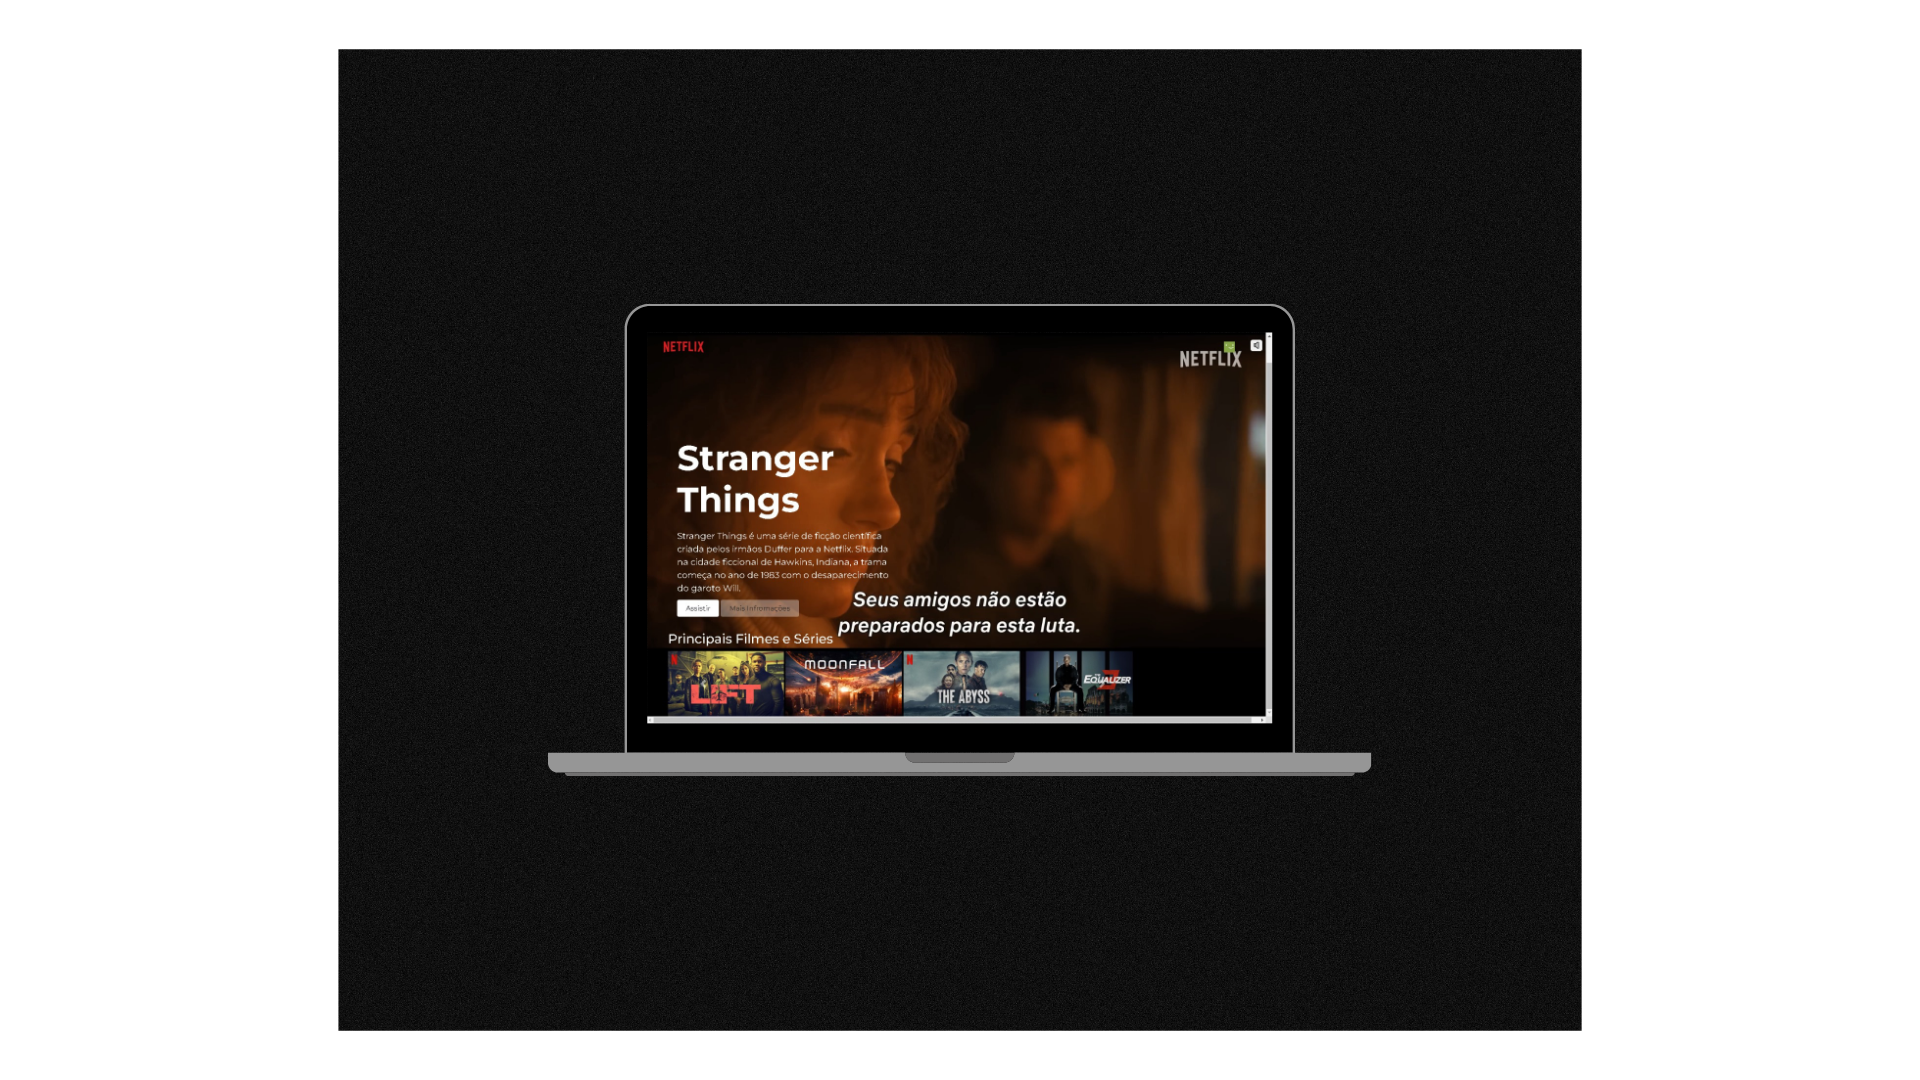 NETFLIX
NETFLIX
Stranger
Things
Stranger Things é uma série de ficção científica
criada pelos irmãos Duffer para a Netflix. Situada
na cidade ficcional de Hawkins, Indiana, a trama
começa no ano de 1983 com o desaparecimento
do garoto Will.
Assistir
Mais Informações
Seus amigos não estão
preparados para esta luta.
Principais Filmes e Séries
LIFT
MOONFALL
THE ABYSS
EQUALIZER
3